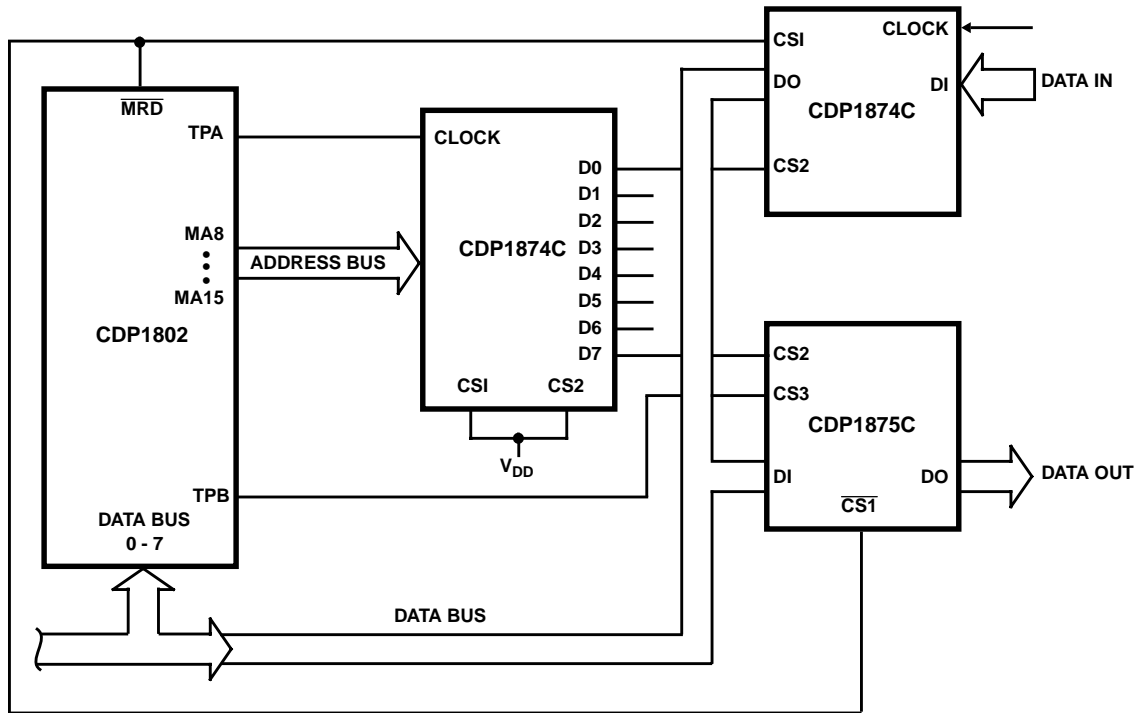 MRD
TPA
MA8
MA15
CDP1802
TPB
DATA BUS
0 - 7
ADDRESS BUS
CLOCK
D0
D1
D2
D3
CDP1874C
D4
D5
D6
D7
CSI
CS2
VDD
DATA BUS
CSI
CLOCK
DO
DI
CDP1874C
CS2
DATA IN
CS2
CS3
CDP1875C
DI
DO
CS1
DATA OUT